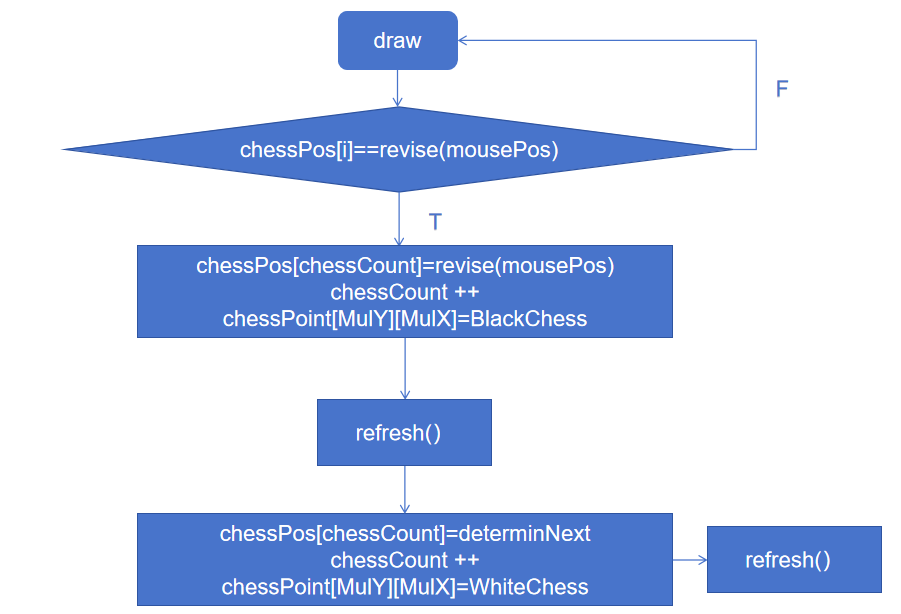 draw
F
chessPos[i]==revise(mousePos)
T
chessPos[chessCount]=revise(mousePos)
chessCount ++
chessPoint[MulY][MulX]=BlackChess
refresh()
chessPos[chessCount]=determinNext
chessCount ++
chessPoint[MulY][MulX]=WhiteChess
refresh()